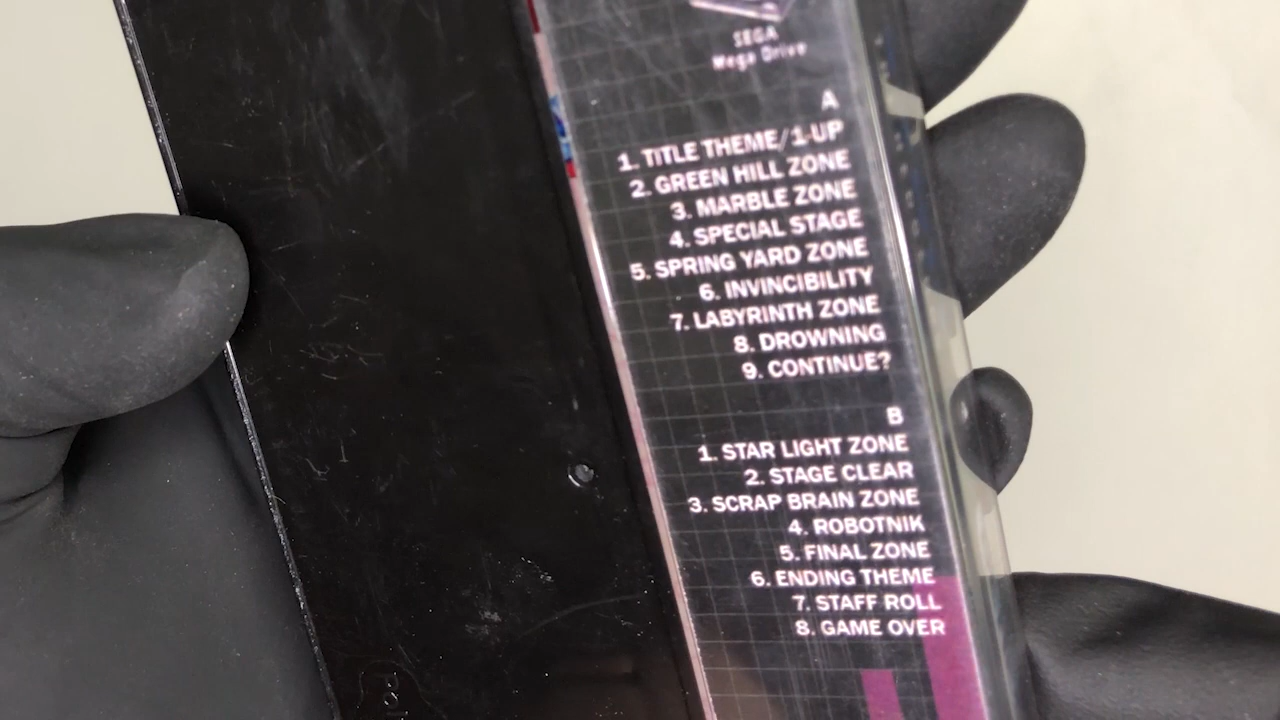 SEGA
Mega Drive
A
1. TITLE THEME/1-UP
2. GREEN HILL ZONE
3. MARBLE ZONE
4. SPECIAL STAGE
5. SPRING YARD ZONE
6. INVINCIBILITY
7. LABYRINTH ZONE
8. DROWNING
9. CONTINUE?
B
1. STAR LIGHT ZONE
2. STAGE CLEAR
3. SCRAP BRAIN ZONE
4. ROBOTNIK
5. FINAL ZONE
6. ENDING THEME
7. STAFF ROLL
8. GAME OVER